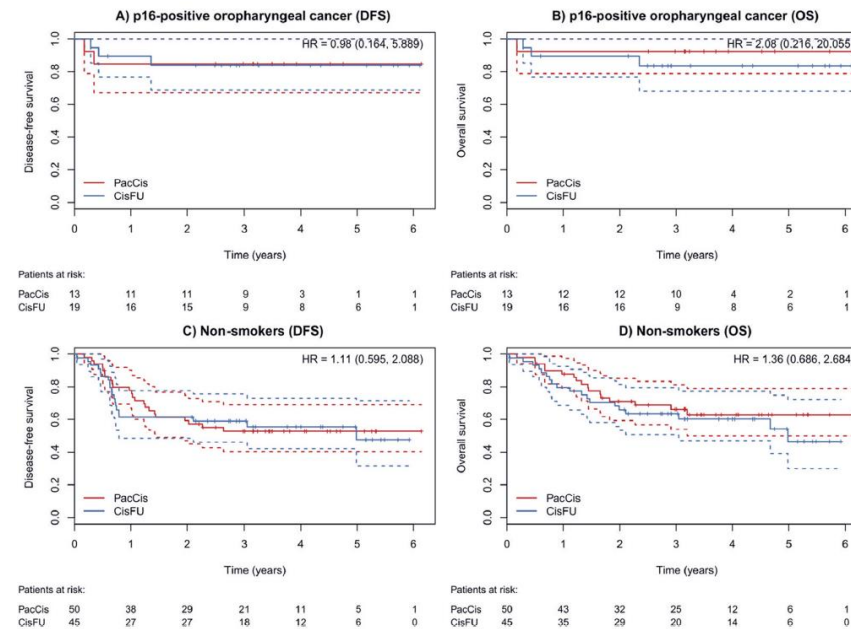 A) p16-positive oropharyngeal cancer (DFS)
HR = 0.98 (0.164, 5.889)
Disease-free survival
0.0 0.2 0.4 0.6 0.8 1.0
PacCis
CisFU
0 1 2 3 4 5 6
Time (years)
Patients at risk:
PacCis 13 11 11 9 3 1 1
CisFU 19 16 15 9 8 6 1
B) p16-positive oropharyngeal cancer (OS)
HR = 2.08 (0.216, 20.055
Overall survival
0.0 0.2 0.4 0.6 0.8 1.0
PacCis
CisFU
0 1 2 3 4 5 6
Time (years)
Patients at risk:
PacCis 13 12 12 10 4 2 1
CisFU 19 16 16 9 8 6 1
C) Non-smokers (DFS)
HR = 1.11 (0.595, 2.088)
Disease-free survival
0.0 0.2 0.4 0.6 0.8 1.0
PacCis
CisFU
0 1 2 3 4 5 6
Time (years)
Patients at risk:
PacCis 50 38 29 21 11 5 1
CisFU 45 27 27 18 12 6 0
D) Non-smokers (OS)
HR = 1.36 (0.686, 2.684
Overall survival
0.0 0.2 0.4 0.6 0.8 1.0
PacCis
CisFU
0 1 2 3 4 5 6
Time (years)
Patients at risk:
PacCis 50 43 32 25 12 6 1
CisFU 45 35 29 20 14 6 0